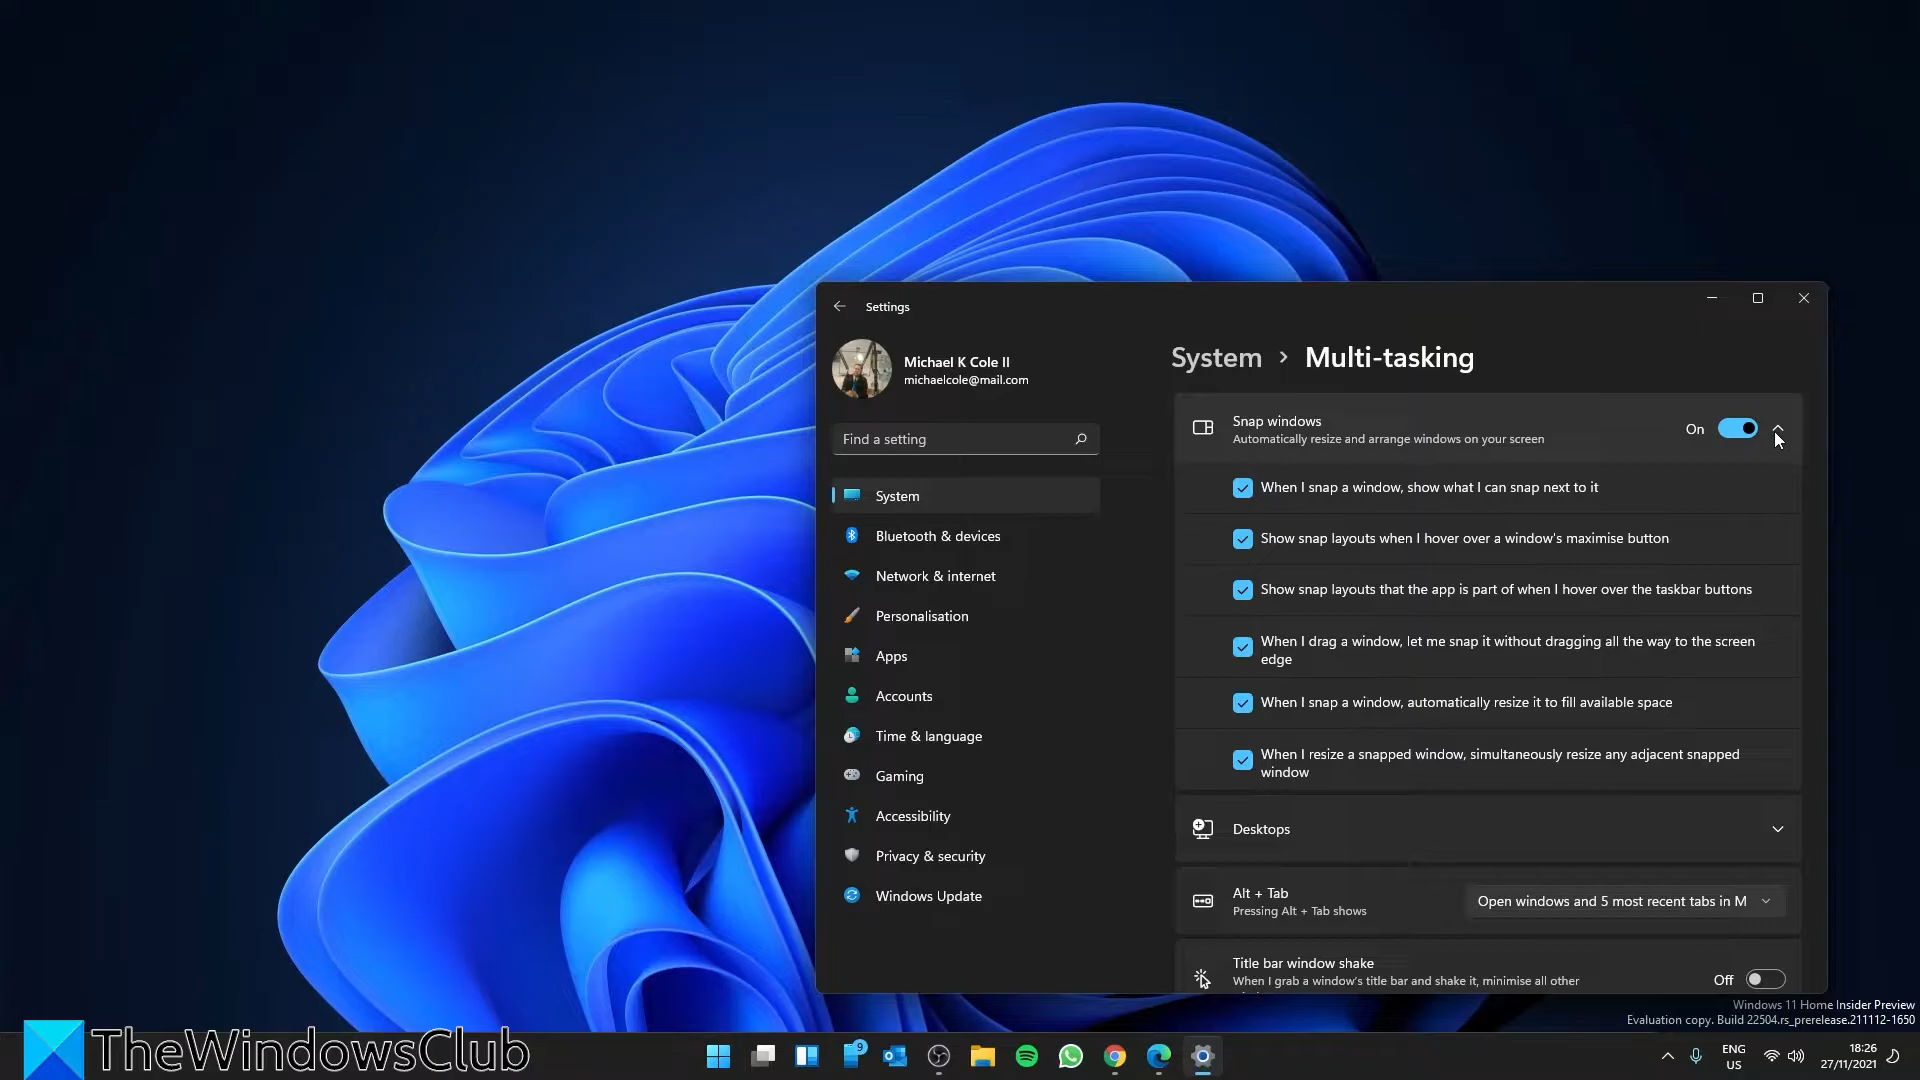 Settings
Michael K Cole II
michaelcole@mail.com
Find a setting
System
Bluetooth & devices
Network & internet
Personalisation
Apps
Accounts
Time & language
Gaming
Accessibility
Privacy & security
Windows Update
System > Multi-tasking
Snap windows
Automatically resize and arrange windows on your screen
On
When I snap a window, show what I can snap next to it
Show snap layouts when I hover over a window's maximise button
Show snap layouts that the app is part of when I hover over the taskbar buttons
When I drag a window, let me snap it without dragging all the way to the screen
edge
When I snap a window, automatically resize it to fill available space
When I resize a snapped window, simultaneously resize any adjacent snapped
window
Desktops
Alt + Tab
Pressing Alt + Tab shows
Open windows and 5 most recent tabs in M
Title bar window shake
When I grab a window's title bar and shake it, minimise all other
Off
Windows 11 Home Insider Preview
Evaluation copy. Build 22504.rs_prerelease.211112-1650
TheWindowsClub
9
ENG
US
18:26
27/11/2021